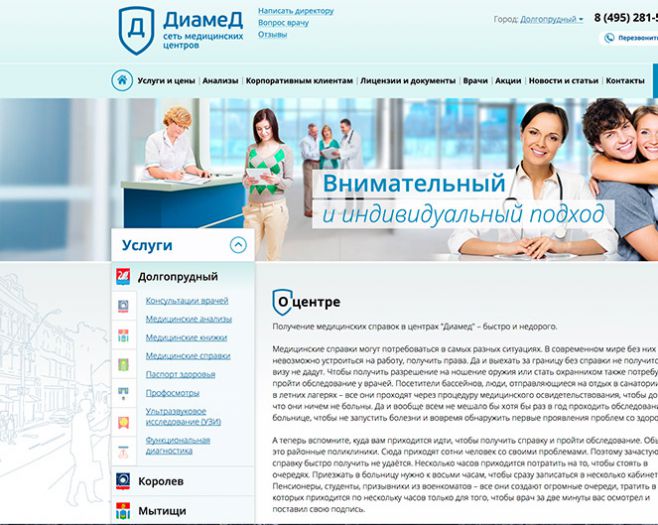 ДиамеД
сеть медицинских
центров
Написать директору
Вопрос врачу
Отзывы
Город: Долгопрудный
8 (495) 281-5
Перезвонить
Услуги и цены | Анализы | Корпоративным клиентам | Лицензии и документы | Врачи | Акции | Новости и статьи | Контакты
Внимательный
и индивидуальный подход
Услуги
Долгопрудный
Консультации врачей
Медицинские анализы
Медицинские книжки
Медицинские справки
Паспорт здоровья
Профосмотры
Ультразвуковое
исследование (УЗИ)
Функциональная
диагностика
Королев
Мытищи
О центре
Получение медицинских справок в центрах "Диамед" – быстро и недорого.
Медицинские справки могут потребоваться в самых разных ситуациях. В современном мире без них
невозможно устроиться на работу, получить права. Да и выехать за границу без справки не получитс
визу не дадут. Чтобы получить разрешение на ношение оружия или стать охранником также потребу
пройти обследование у врачей. Посетители бассейнов, люди, отправляющиеся на отдых в санатории
в летних лагерях – все они проходят через процедуру медицинского освидетельствования, чтобы до
что они ничем не больны. Да и вообще всем не мешало бы хотя бы раз в год проходить обследован
больнице, чтобы не запустить болезни и вовремя обнаружить первые проявления проблем со здоро
А теперь вспомните, куда вам приходится идти, чтобы получить справку и пройти обследование. Обы
это районные поликлиники. Сюда приходят сотни человек со своими проблемами. Поэтому зачастую
справку быстро получить не удаётся. Несколько часов приходится потратить на то, чтобы стоять в
очередях. Приезжать в больницу нужно к восьми часам, чтобы сразу записаться в несколько кабинет
Пенсионеры, студенты, призывники из военкоматов – все они создают огромные очереди, тратить в
которых приходится по несколько часов только для того, чтобы врач за две минуты вас осмотрел и
поставил свою подпись.